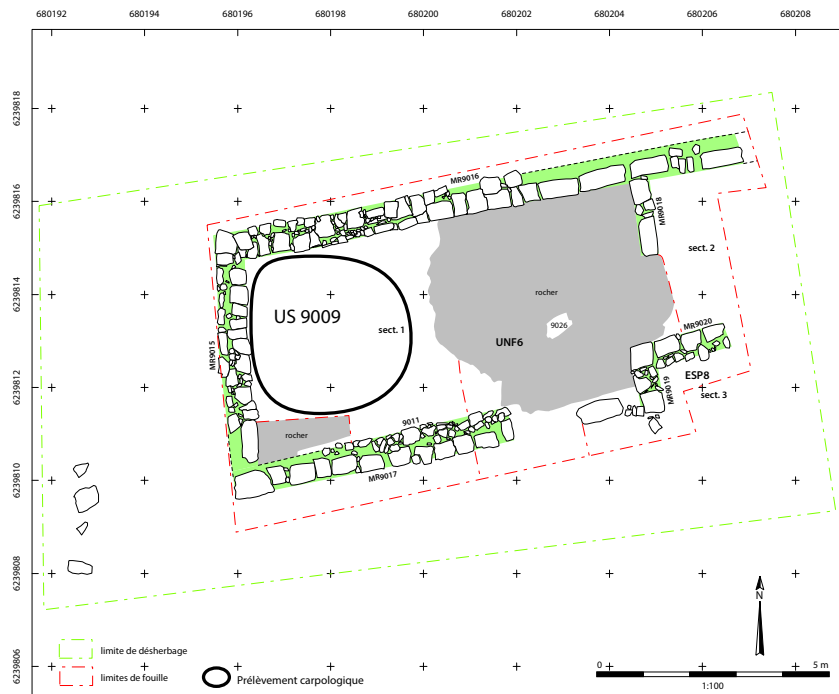 680192 680194 680196 680198 680200 680202 680204 680206 680208
6239818
6239816
6239814
6239812
6239810
6239808
6239806
MR9016
MR9018
sect. 2
rocher
US 9009
sect. 1
9026
UNF6
MR9020
MR9015
ESP8
MR9019
sect. 3
9011
rocher
MR9017
N
limite de désherbage
limites de fouille
Prélèvement carpologique
0 5 m
1:100